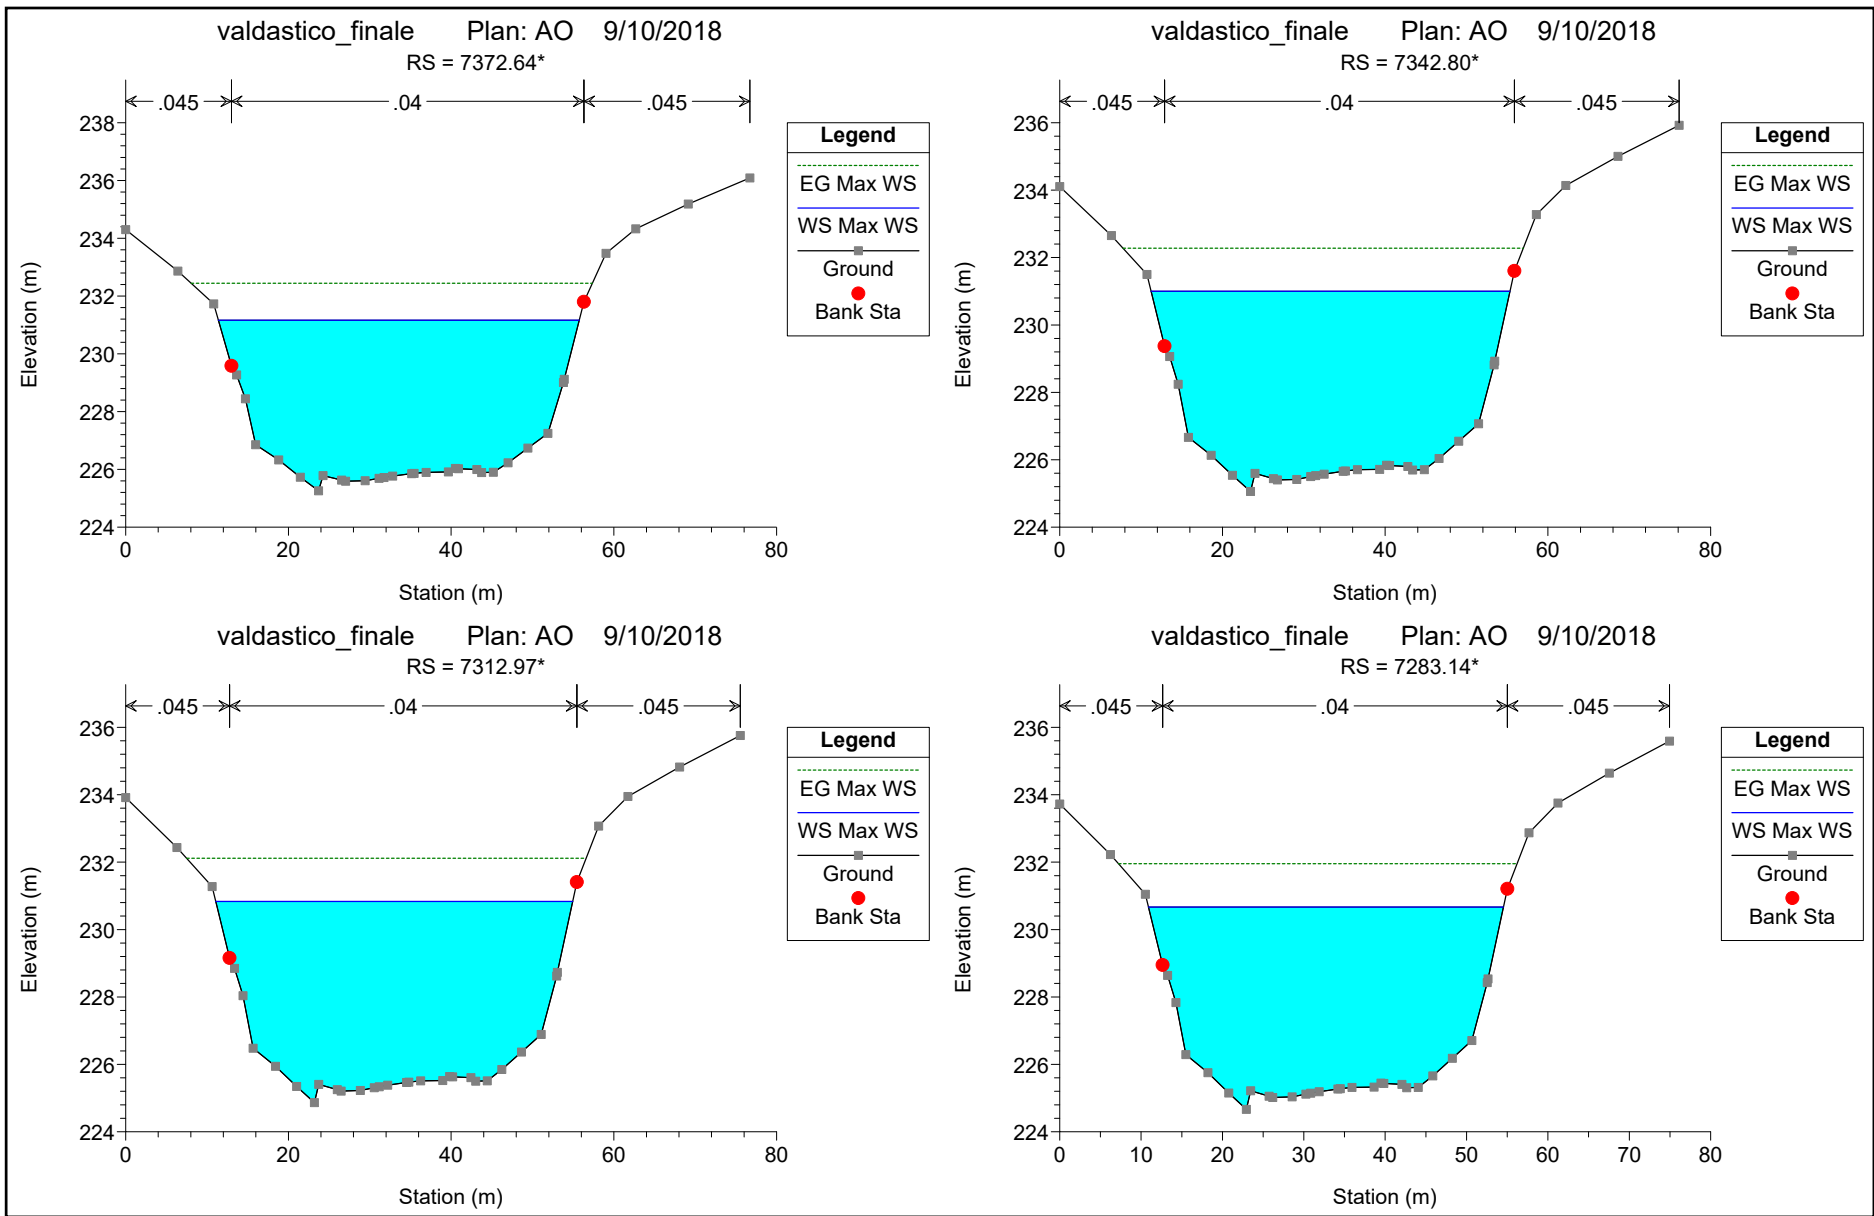 valdastico_finale Plan: AO 9/10/2018
RS = 7372.64*
.045 .04 .045
238
236
234
232
230
228
226
224
0 20 40 60 80
Elevation (m)
Station (m)
Legend
EG Max WS
WS Max WS
Ground
Bank Sta
valdastico_finale Plan: AO 9/10/2018
RS = 7342.80*
.045 .04 .045
236
234
232
230
228
226
224
0 20 40 60 80
Elevation (m)
Station (m)
Legend
EG Max WS
WS Max WS
Ground
Bank Sta
valdastico_finale Plan: AO 9/10/2018
RS = 7312.97*
.045 .04 .045
236
234
232
230
228
226
224
0 20 40 60 80
Elevation (m)
Station (m)
Legend
EG Max WS
WS Max WS
Ground
Bank Sta
valdastico_finale Plan: AO 9/10/2018
RS = 7283.14*
.045 .04 .045
236
234
232
230
228
226
224
0 10 20 30 40 50 60 70 80
Elevation (m)
Station (m)
Legend
EG Max WS
WS Max WS
Ground
Bank Sta